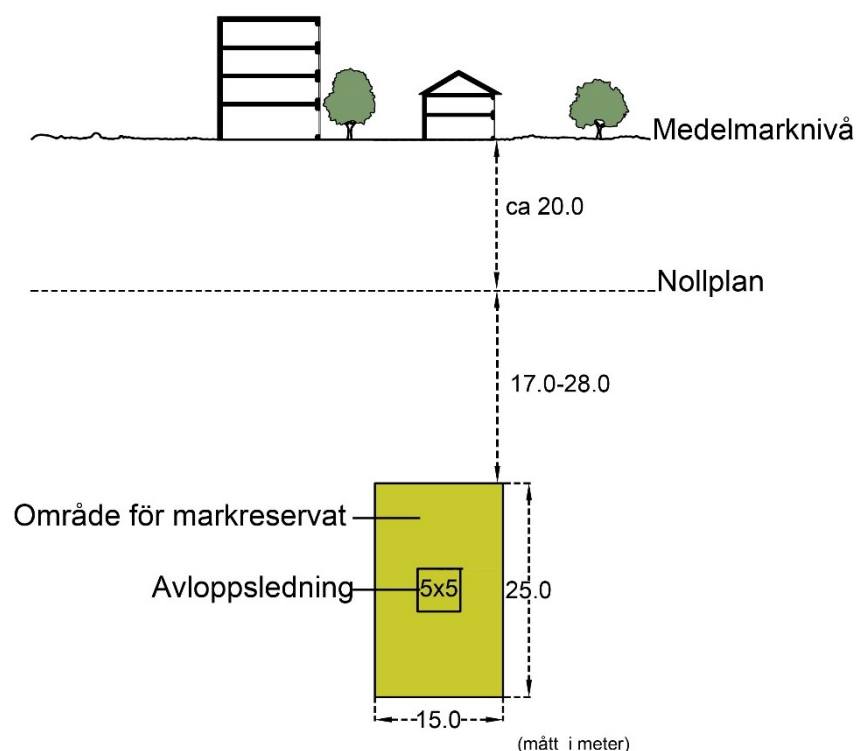 Medelmarknivå
ca 20.0
Nollplan
17.0-28.0
Område för markreservat
Avloppsledning
5x5
25.0
15.0
(mått i meter)